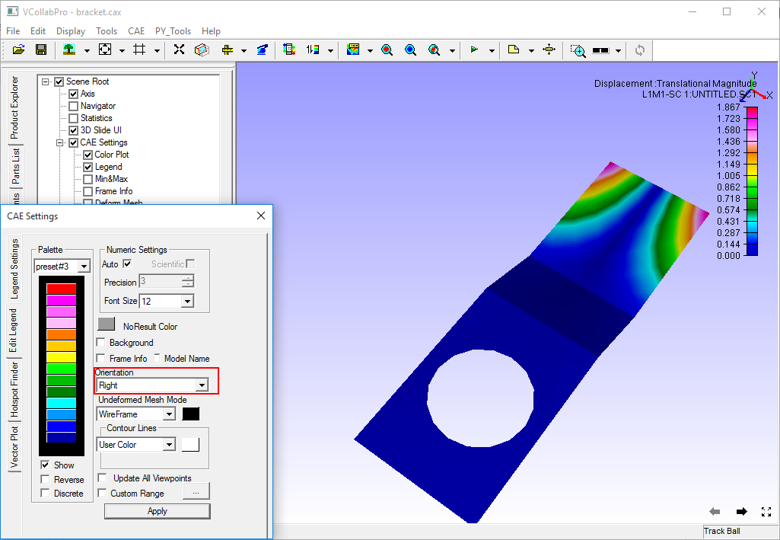 VCollabPro - bracket.cax
File Edit Display Tools CAE PY_Tools Help
Product Explorer
Parts List
Scene Root
Axis
Navigator
Statistics
3D Slide UI
CAE Settings
Color Plot
Legend
Min&Max
Frame Info
Deform Mesh
Displacement :Translational Magnitude
L1M1-SC 1:UNTITLED.SC1
Y
X
1.867
1.723
1.580
1.436
1.292
1.149
1.005
0.862
0.718
0.574
0.431
0.287
0.144
0.000
CAE Settings
Legend Settings
Edit Legend
Hotspot Finder
Vector Plot
Palette
preset#3
Show
Reverse
Discrete
Numeric Settings
Auto
Scientific
Precision 3
Font Size 12
NoResult Color
Background
Frame Info Model Name
Orientation
Right
Undeformed Mesh Mode
WireFrame
Contour Lines
User Color
Update All Viewpoints
Custom Range ...
Apply
Track Ball